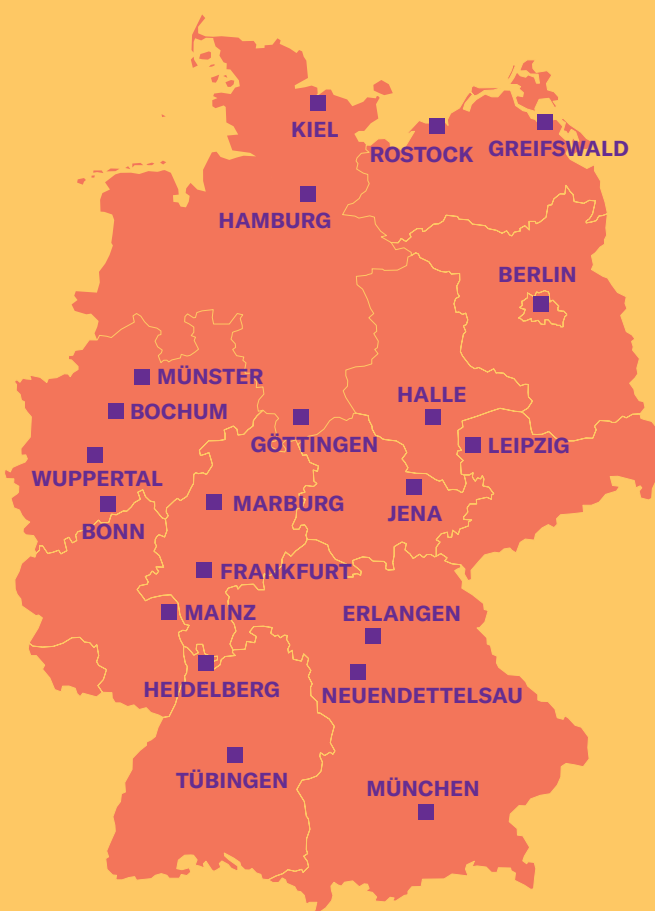 KIEL
ROSTOCK
GREIFSWALD
HAMBURG
BERLIN
MÜNSTER
HALLE
BOCHUM
GÖTTINGEN
LEIPZIG
WUPPERTAL
MARBURG
JENA
BONN
FRANKFURT
MAINZ
ERLANGEN
HEIDELBERG
NEUENDETTELSAU
TÜBINGEN
MÜNCHEN